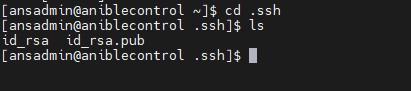 [ansadmin@aniblecontrol ~]$ cd .ssh
[ansadmin@aniblecontrol .ssh]$ ls
id_rsa  id_rsa.pub
[ansadmin@aniblecontrol .ssh]$